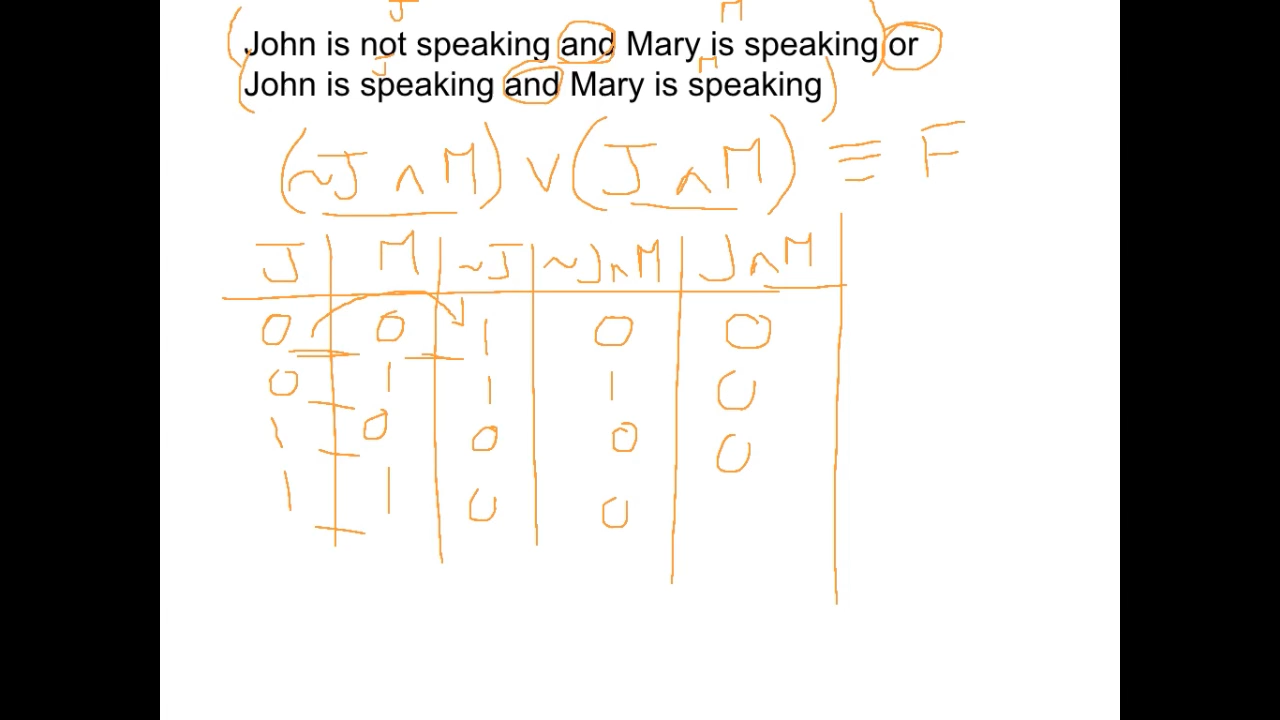 J M
John is not speaking and Mary is speaking or
J M
John is speaking and Mary is speaking
(~J ∧ M) ∨ (J ∧ M) ≡ F
J M ~J ~J∧M J∧M
0 0 1 0 0
0 1 1 1 0
1 0 0 0 0
1 1 0 0